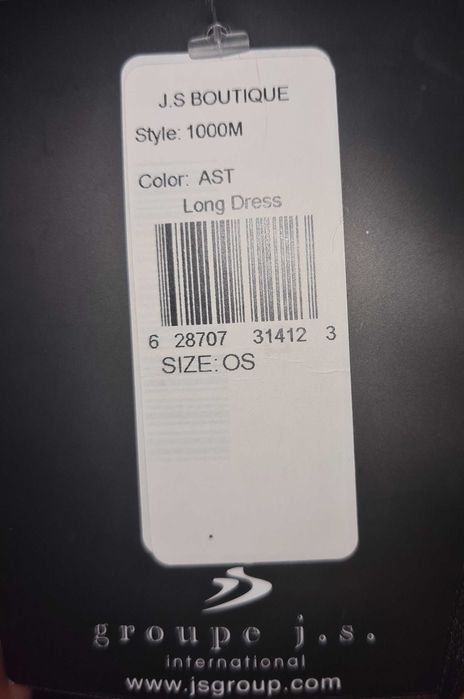 J.S BOUTIQUE
Style: 1000M
Color: AST
Long Dress
6 28707 31412 3
SIZE: OS
groupe j.s.
international
www.jsgroup.com